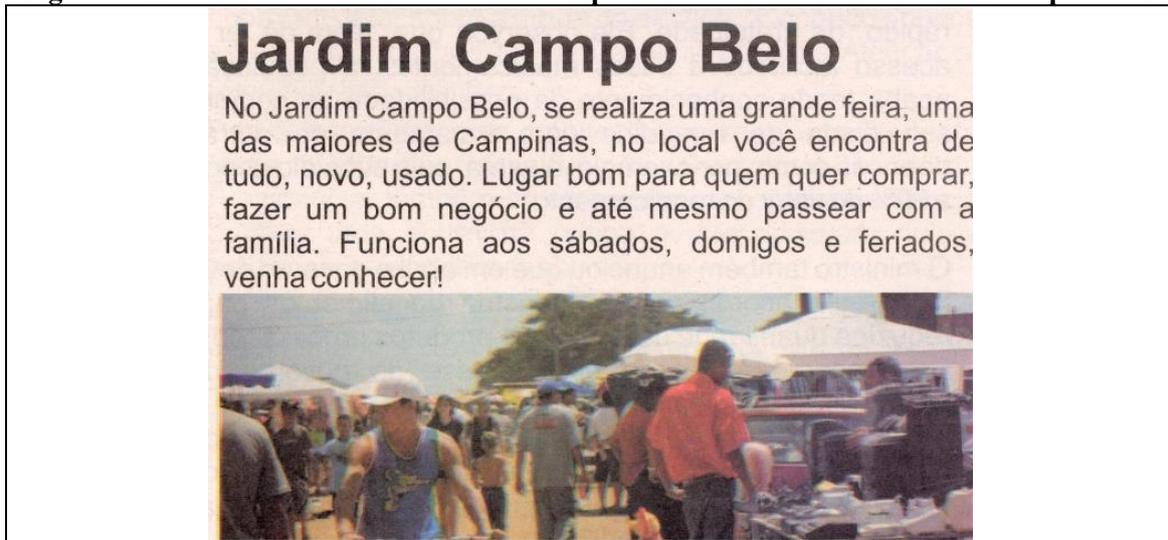 Jardim Campo Belo
No Jardim Campo Belo, se realiza uma grande feira, uma
das maiores de Campinas, no local você encontra de
tudo, novo, usado. Lugar bom para quem quer comprar,
fazer um bom negócio e até mesmo passear com a
família. Funciona aos sábados, domigos e feriados,
venha conhecer!